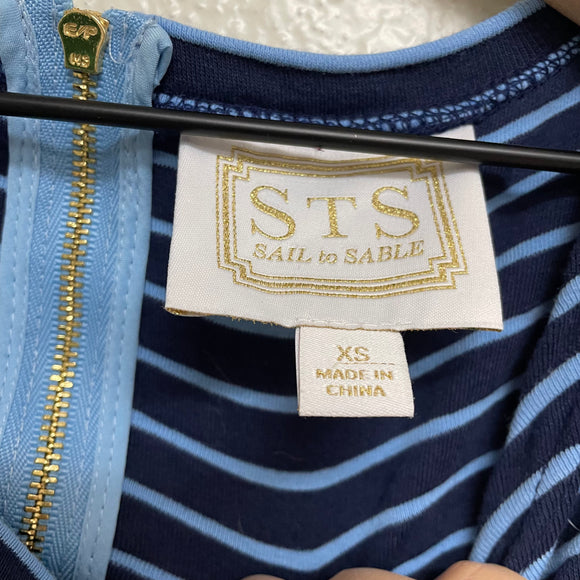 STS
SAIL to SABLE
XS
MADE IN
CHINA